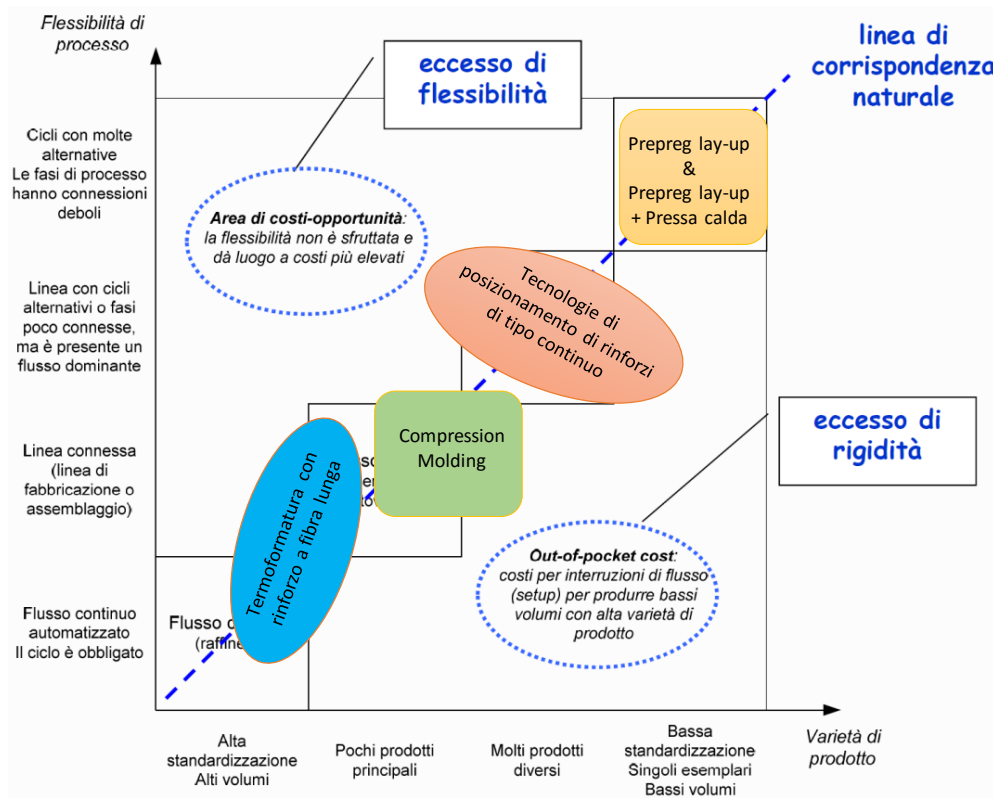 Flessibilità di
processo
eccesso di
flessibilità
linea di
corrispondenza
naturale
Cicli con molte
alternative
Le fasi di processo
hanno connessioni
deboli
Prepreg lay-up
&
Prepreg lay-up
+ Pressa calda
Area di costi-opportunità:
la flessibilità non è sfruttata e
dà luogo a costi più elevati
Linea con cicli
alternativi o fasi
poco connesse,
ma è presente un
flusso dominante
Tecnologie di
posizionamento di rinforzi
di tipo continuo
eccesso di
rigidità
Linea connessa
(linea di
fabbricazione o
assemblaggio)
Compression
Molding
Termoformatura con
rinforzo a fibra lunga
Out-of-pocket cost:
costi per interruzioni di flusso
(setup) per produrre bassi
volumi con alta varietà di
prodotto
Flusso continuo
automatizzato
Il ciclo è obbligato
Flusso
Alta
standardizzazione
Alti volumi
Pochi prodotti
principali
Molti prodotti
diversi
Bassa
standardizzazione
Singoli esemplari
Bassi volumi
Varietà di
prodotto